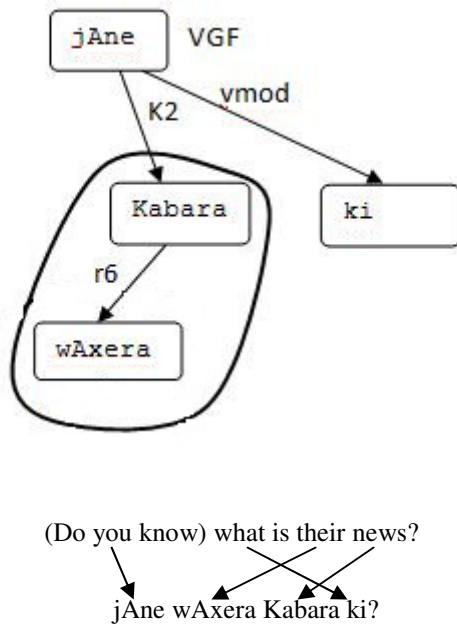 jAne VGF
K2 vmod
Kabara ki
r6
wAxera
(Do you know) what is their news?
jAne wAxera Kabara ki?